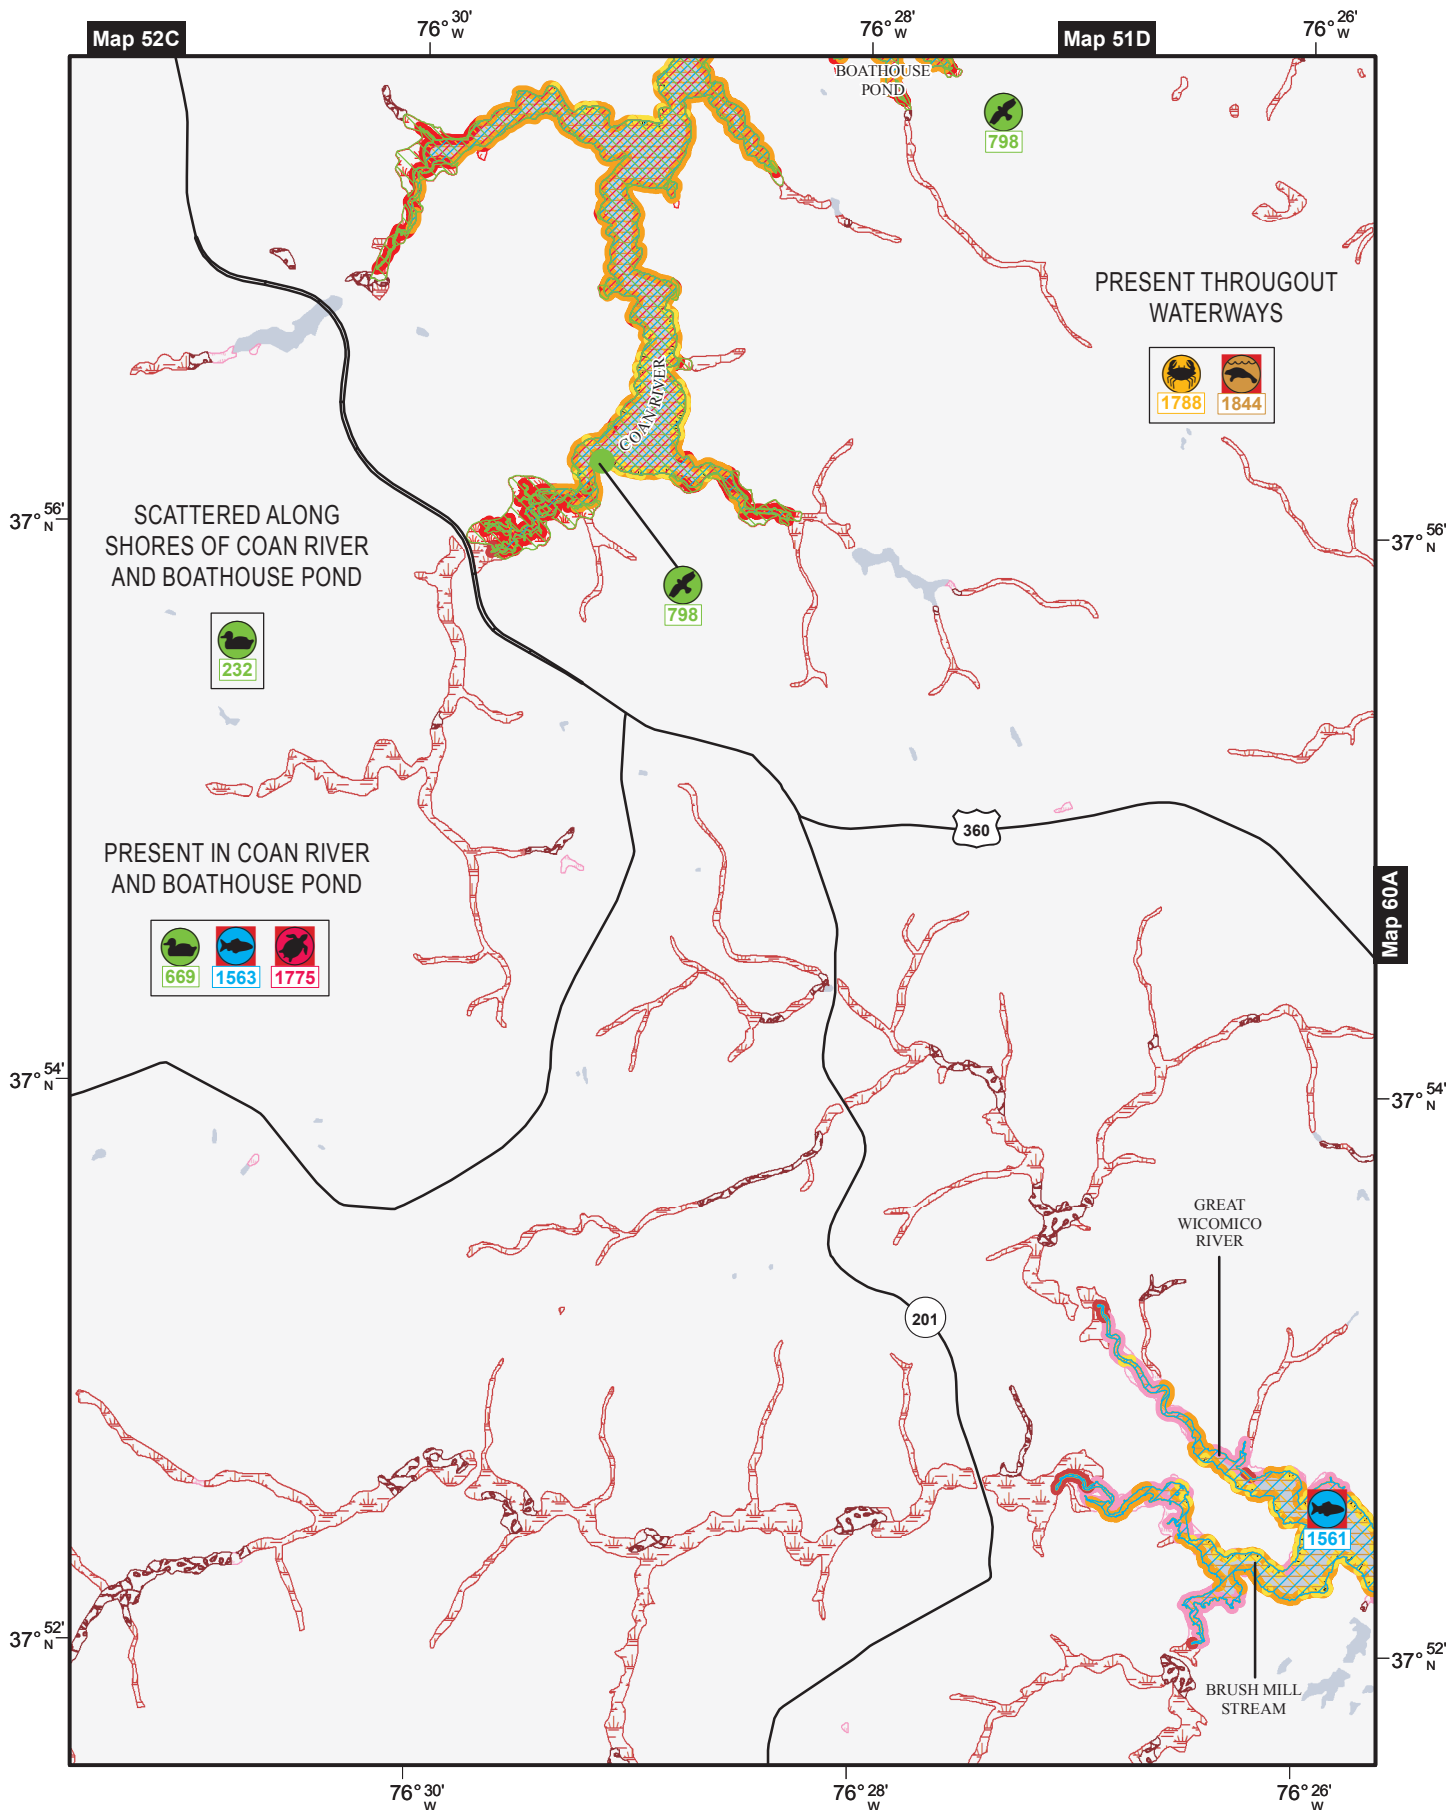 Map 52C
76° 30' W
76° 28' W
Map 51D
76° 26' W
BOATHOUSE
POND
798
PRESENT THROUGOUT
WATERWAYS
1788 1844
COAN RIVER
37° 56' N
37° 56' N
SCATTERED ALONG
SHORES OF COAN RIVER
AND BOATHOUSE POND
232
798
360
PRESENT IN COAN RIVER
AND BOATHOUSE POND
669 1563 1775
Map 60A
37° 54' N
37° 54' N
GREAT
WICOMICO
RIVER
201
1561
37° 52' N
37° 52' N
BRUSH MILL
STREAM
76° 30' W
76° 28' W
76° 26' W